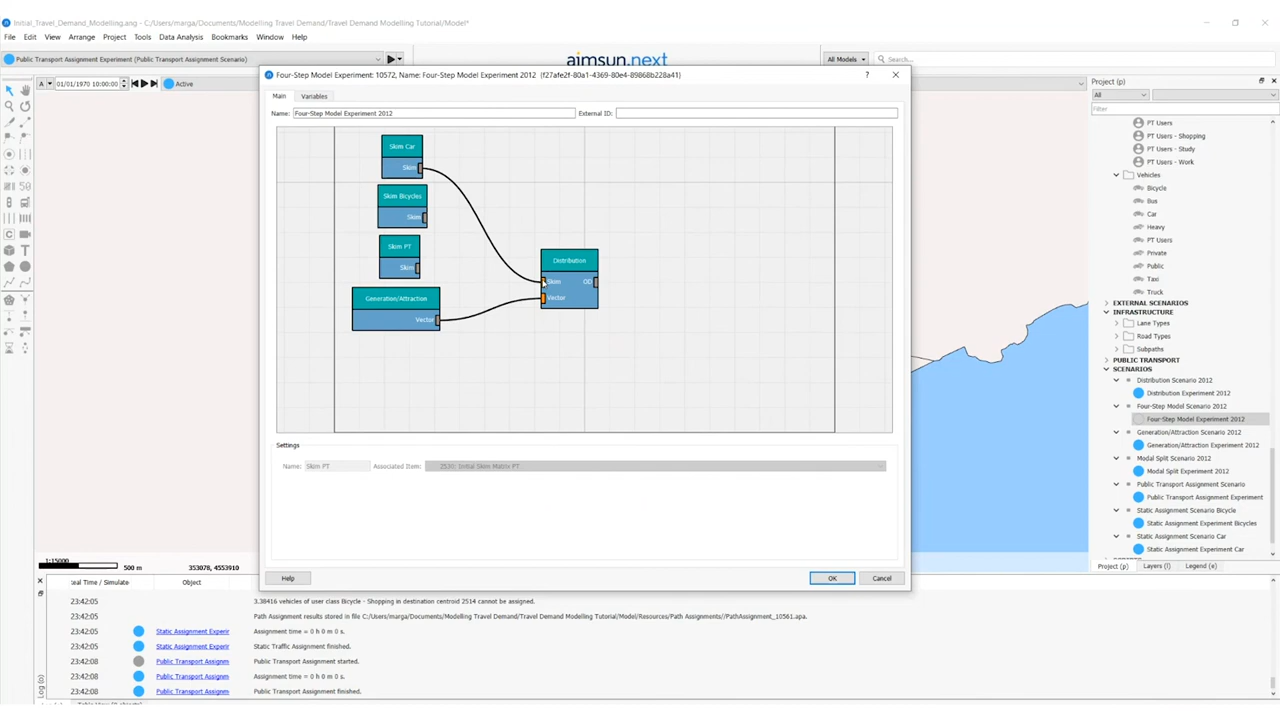 Initial_Travel_Demand_Modelling.ang - C:/Users/marga/Documents/Modelling Travel Demand/Travel Demand Modelling Tutorial/Model*
File Edit View Arrange Project Tools Data Analysis Bookmarks Window Help
Public Transport Assignment Experiment (Public Transport Assignment Scenario)
aimsun.next
All Models
Search...
A 01/01/1970 10:00:00 Active
Project (p)
All
Filter
Four-Step Model Experiment: 10572, Name: Four-Step Model Experiment 2012 {f27afe2f-80a1-4369-80e4-89868b228a41}
Main Variables
Name: Four-Step Model Experiment 2012 External ID:
Skim Car
Skim
Skim Bicycles
Skim
Skim PT
Skim
Generation/Attraction
Vector
Distribution
Skim OD
Vector
Settings
Name: Skim PT Associated Item: 2530: Initial Skim Matrix PT
Help OK Cancel
PT Users
PT Users - Shopping
PT Users - Study
PT Users - Work
Vehicles
Bicycle
Bus
Car
Heavy
PT Users
Private
Public
Taxi
Truck
EXTERNAL SCENARIOS
INFRASTRUCTURE
Lane Types
Road Types
Subpaths
PUBLIC TRANSPORT
SCENARIOS
Distribution Scenario 2012
Distribution Experiment 2012
Four-Step Model Scenario 2012
Four-Step Model Experiment 2012
Generation/Attraction Scenario 2012
Generation/Attraction Experiment 2012
Modal Split Scenario 2012
Modal Split Experiment 2012
Public Transport Assignment Scenario
Public Transport Assignment Experiment
Static Assignment Scenario Bicycle
Static Assignment Experiment Bicycles
Static Assignment Scenario Car
Static Assignment Experiment Car
Project (p) Layers (l) Legend (e)
1:15000
500 m 353078, 4553910
Log (o)
teal Time / Simulate Object
23:42:05 3.38416 vehicles of user class Bicycle - Shopping in destination centroid 2514 cannot be assigned.
23:42:05 Path Assignment results stored in file C:/Users/marga/Documents/Modelling Travel Demand/Travel Demand Modelling Tutorial/Model/Resources/Path Assignments//PathAssignment_10561.apa.
23:42:05 Static Assignment Experir Assignment time = 0 h 0 m 0 s.
23:42:05 Static Assignment Experir Static Traffic Assignment finished.
23:42:08 Public Transport Assignm Public Transport Assignment started.
23:42:08 Public Transport Assignm Assignment time = 0 h 0 m 0 s.
23:42:08 Public Transport Assignm Public Transport Assignment finished.